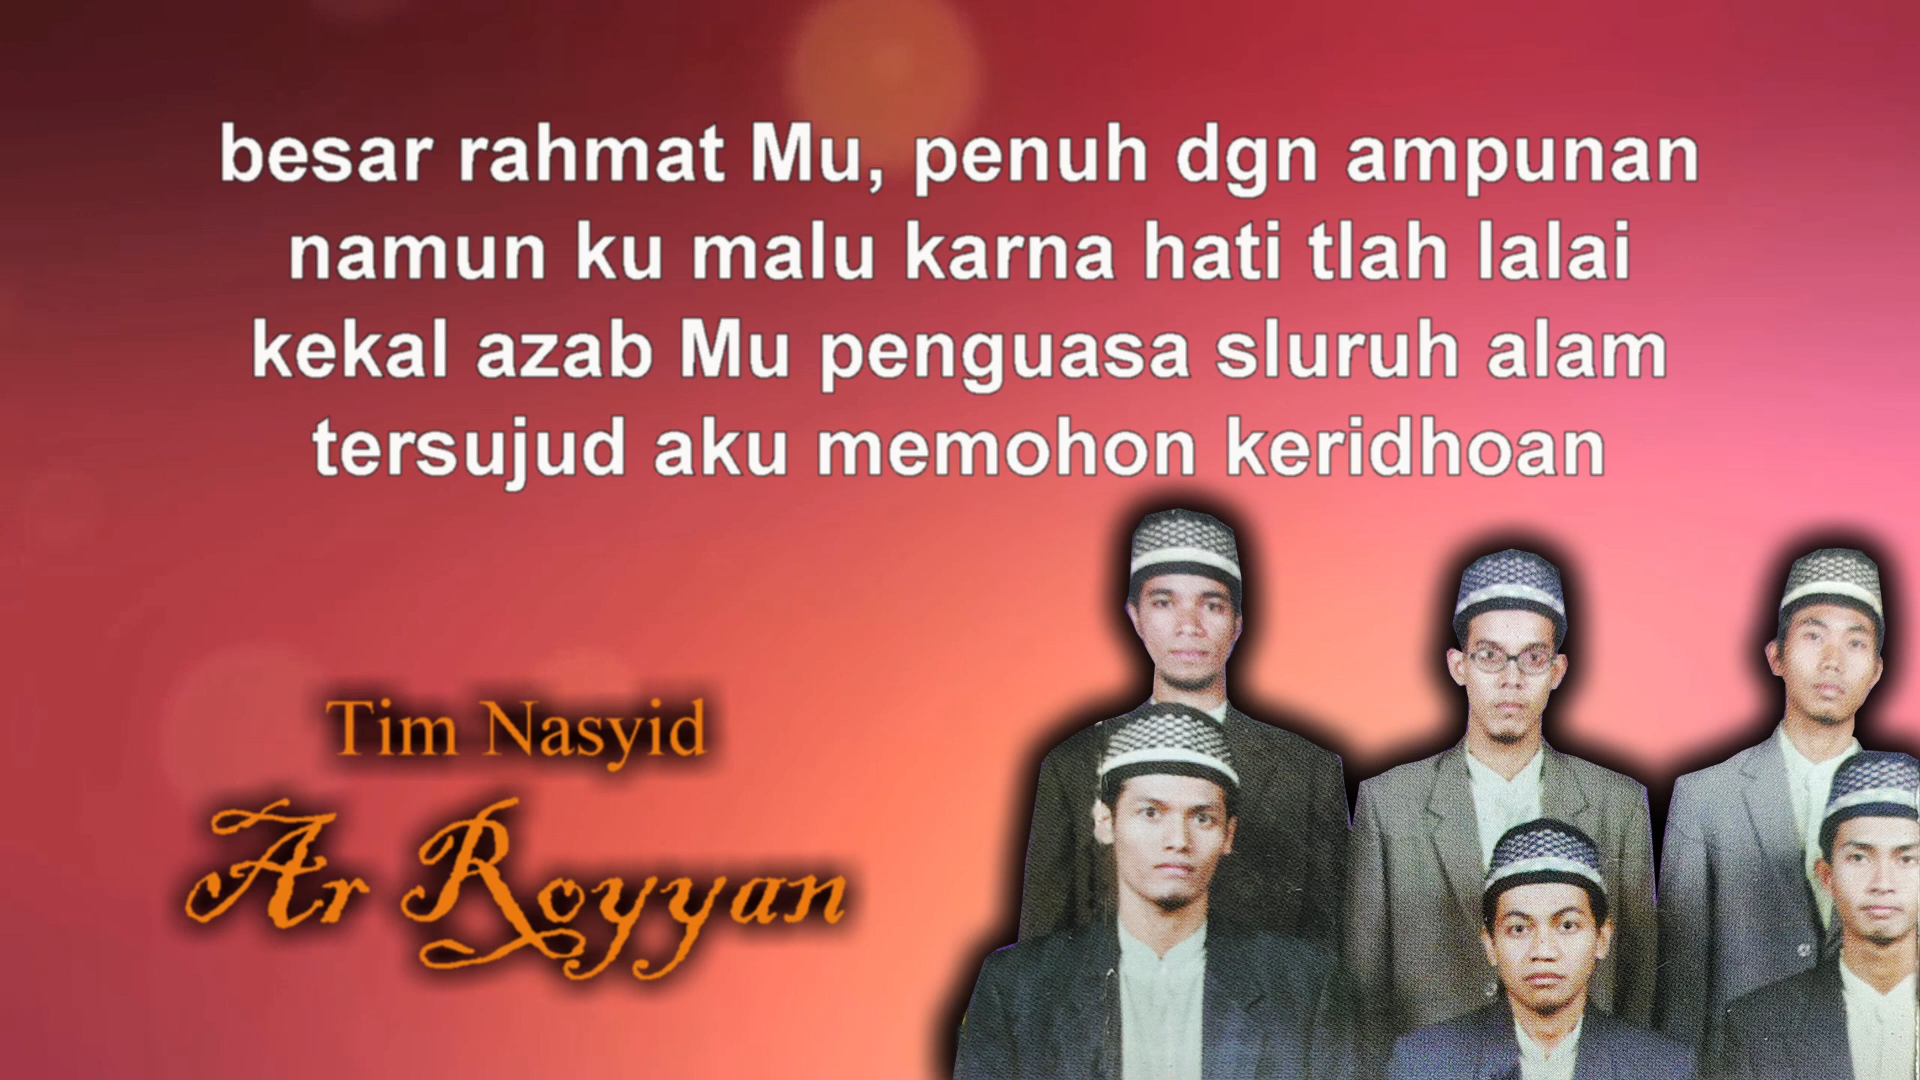 besar rahmat Mu, penuh dgn ampunan
namun ku malu karna hati tlah lalai
kekal azab Mu penguasa sluruh alam
tersujud aku memohon keridhoan
Tim Nasyid
Ar Royyan